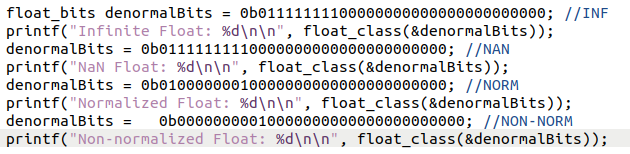 float_bits denormalBits = 0b01111111100000000000000000000000; //INF
printf("Infinite Float: %d\n\n", float_class(&denormalBits));
denormalBits = 0b01111111110000000000000000000000; //NAN
printf("NaN Float: %d\n\n", float_class(&denormalBits));
denormalBits = 0b01000000010000000000000000000000; //NORM
printf("Normalized Float: %d\n\n", float_class(&denormalBits));
denormalBits =   0b00000000010000000000000000000000; //NON-NORM
printf("Non-normalized Float: %d\n\n", float_class(&denormalBits));